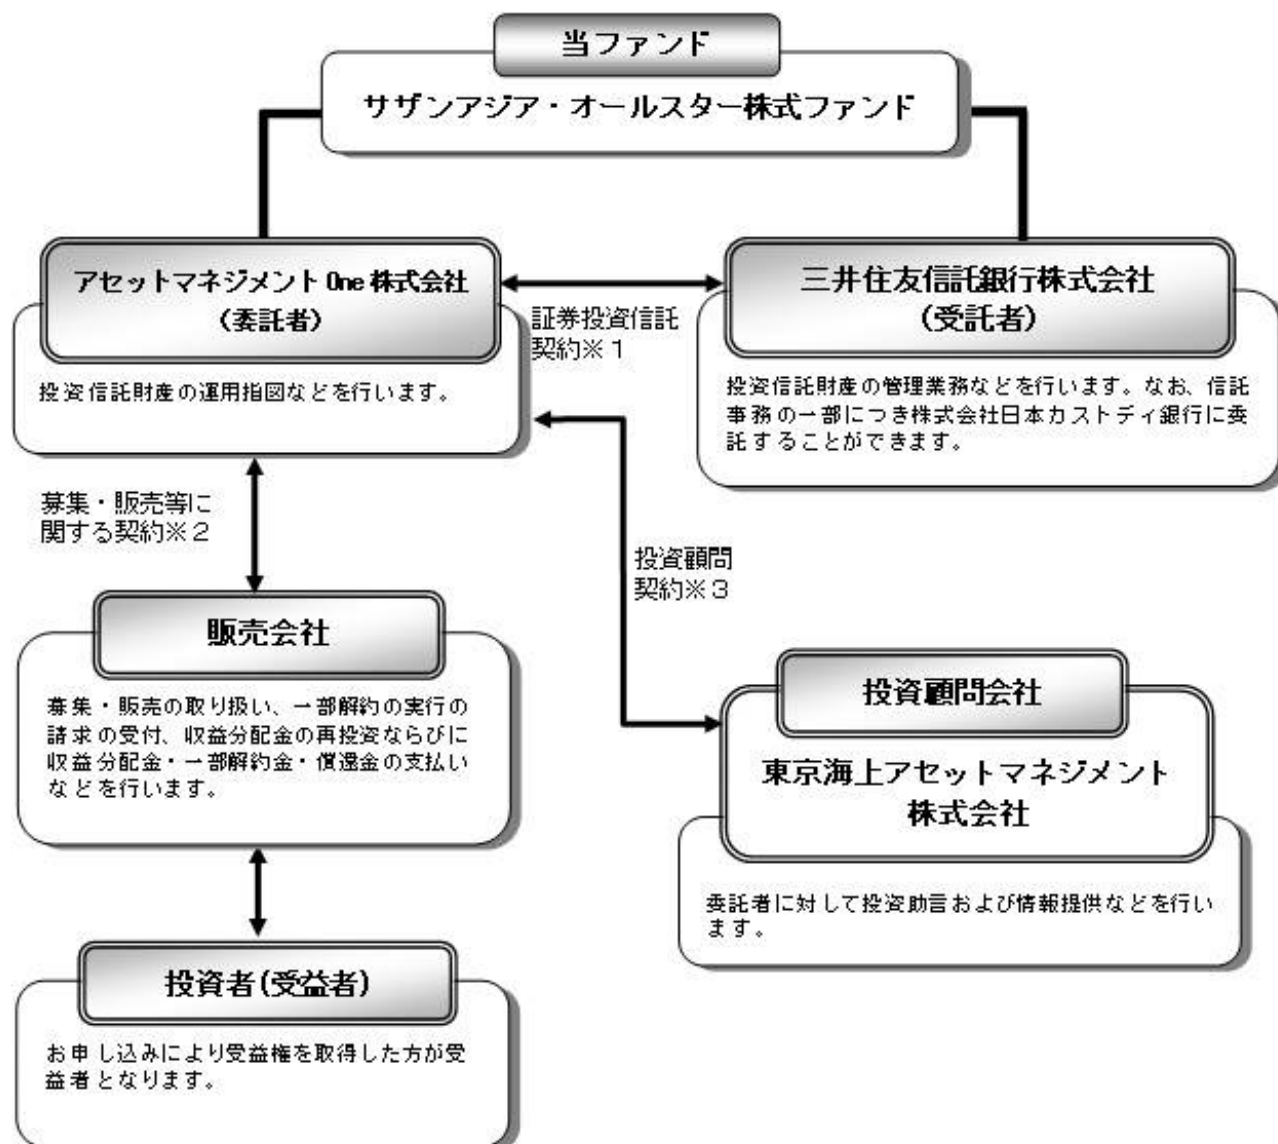 当ファンド
サザンアジア・オールスター株式ファンド
アセットマネジメント One 株式会社
（委託者）
投資信託財産の運用指図などを行います。
証券投資信託
契約※１
三井住友信託銀行株式会社
（受託者）
投資信託財産の管理業務などを行います。なお、信託
事務の一部につき株式会社日本カストディ銀行に委
託することができます。
募集・販売等に
関する契約※２
投資顧問
契約※３
販売会社
募集・販売の取り扱い、一部解約の実行の
請求の受付、収益分配金の再投資ならびに
収益分配金・一部解約金・償還金の支払い
などを行います。
投資顧問会社
東京海上アセットマネジメント
株式会社
委託者に対して投資助言および情報提供などを行い
ます。
投資者(受益者)
お申し込みにより受益権を取得した方が受
益者となります。